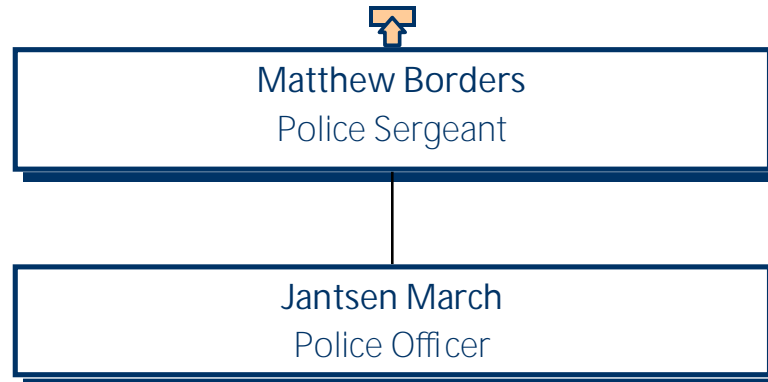 Matthew Borders
Police Sergeant
Jantsen March
Police Officer